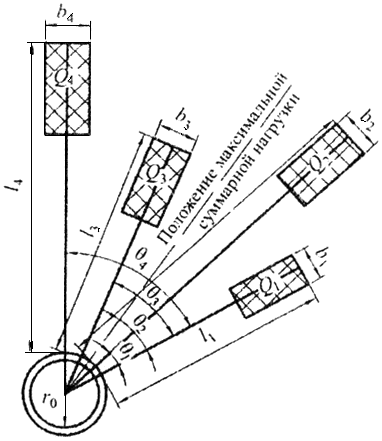 b₄
Q₄
l₄
b₃
Q₃
l₃
Положение максимальной
суммарной нагрузки
b₂
Q₂
b₁
Q₁
l₁
θ₄
θ₃
θ₂
θ₁
r₀